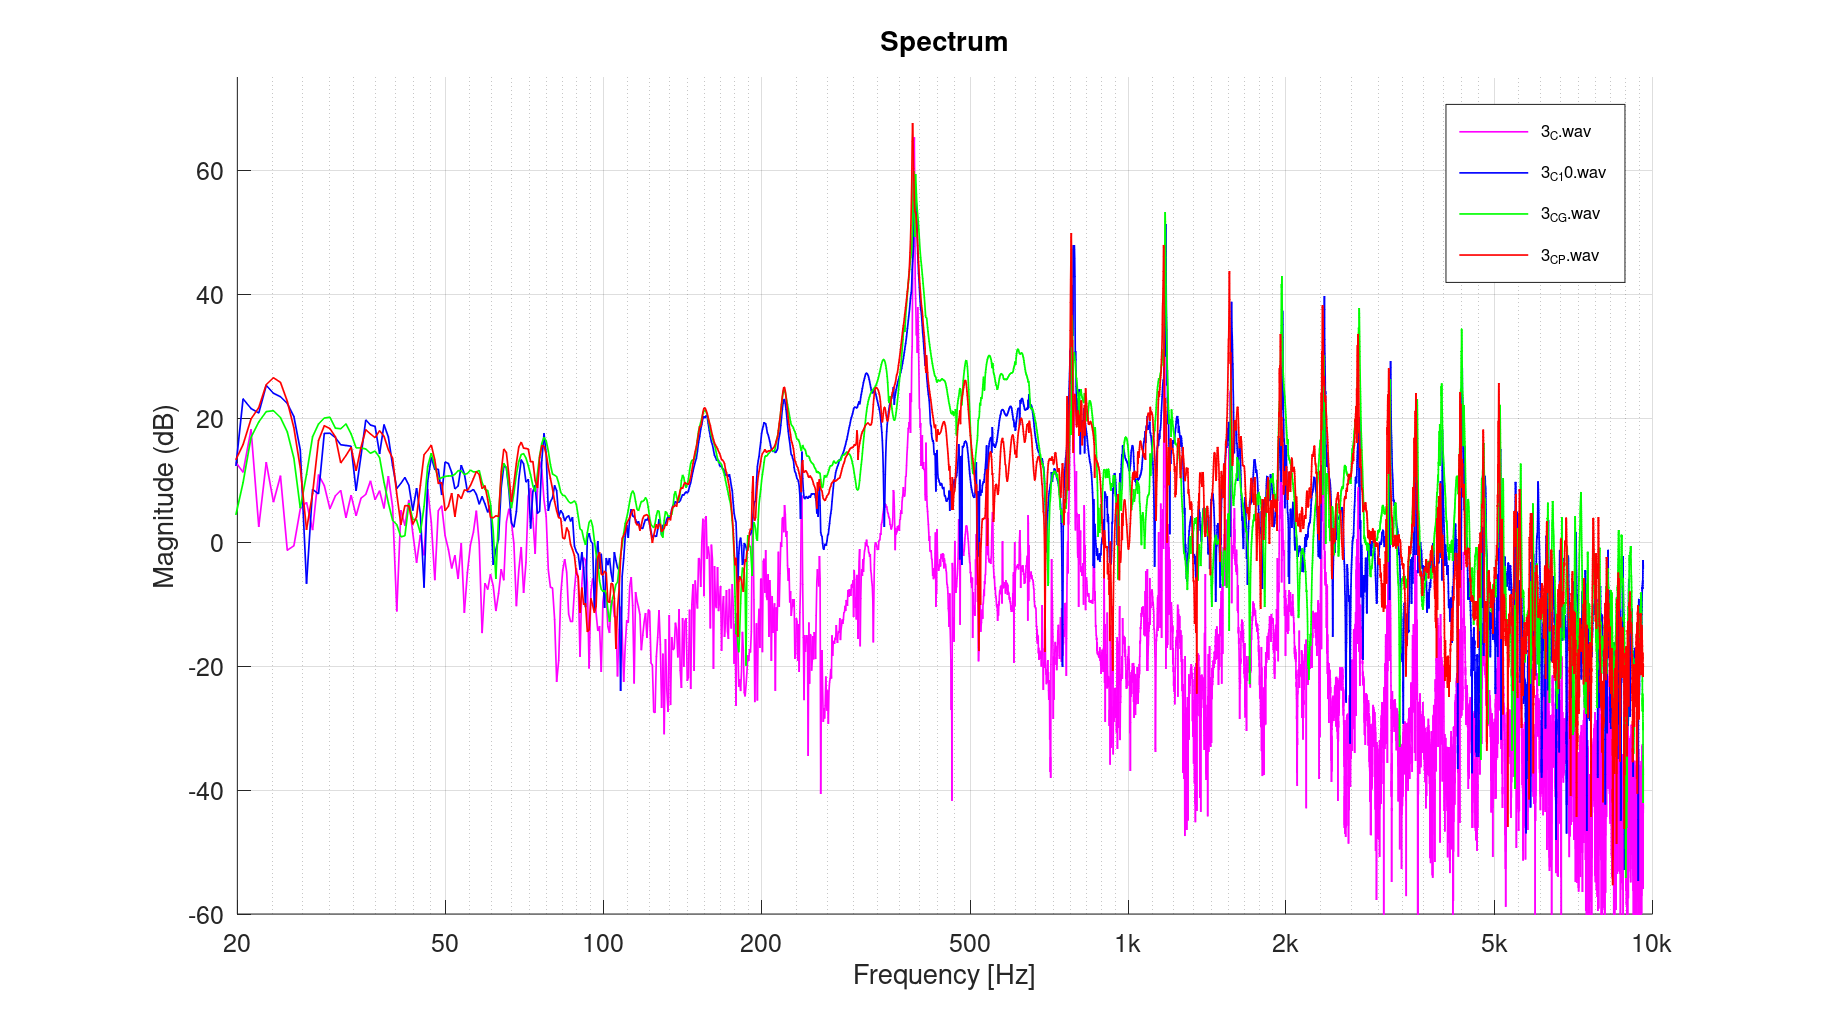 Spectrum
3C.wav
3C10.wav
3CG.wav
3CP.wav
Magnitude (dB)
60
40
20
0
-20
-40
-60
20 50 100 200 500 1k 2k 5k 10k
Frequency [Hz]